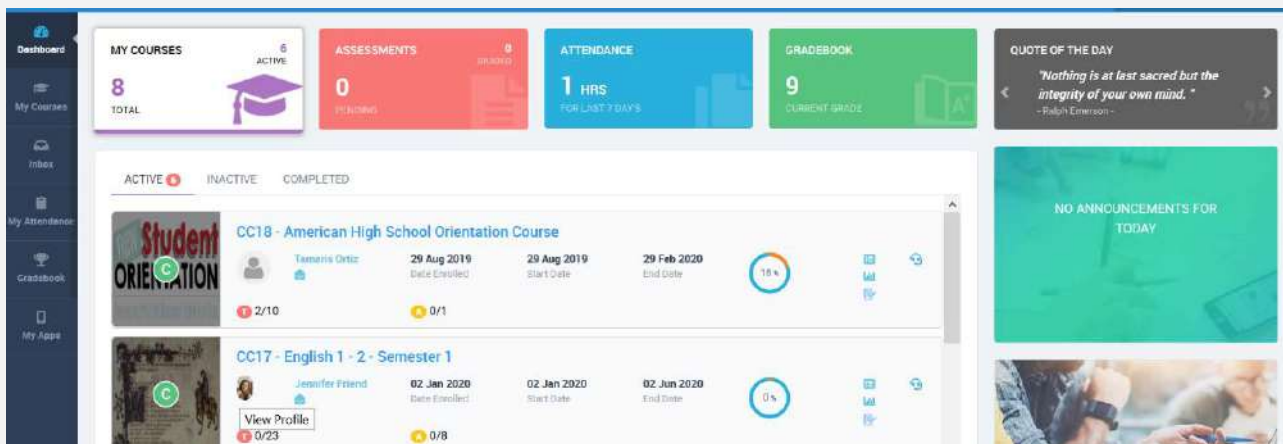 Dashboard
My Courses
Inbox
My Attendance
Gradebook
My Apps
MY COURSES
6
ACTIVE
8
TOTAL
ASSESSMENTS
0
GRADED
0
PENDING
ATTENDANCE
1 HRS
FOR LAST 7 DAYS
GRADEBOOK
9
CURRENT GRADE
A+
QUOTE OF THE DAY
"Nothing is at last sacred but the
integrity of your own mind. "
- Ralph Emerson -
ACTIVE 6 INACTIVE COMPLETED
Student
ORIENTATION
C
CC18 - American High School Orientation Course
Tameris Ortiz
29 Aug 2019 29 Aug 2019 29 Feb 2020
Date Enrolled Start Date End Date
18 %
T 2/10 A 0/1
C
CC17 - English 1 - 2 - Semester 1
Jennifer Friend
02 Jan 2020 02 Jan 2020 02 Jun 2020
Date Enrolled Start Date End Date
0 %
View Profile
T 0/23 A 0/8
NO ANNOUNCEMENTS FOR
TODAY